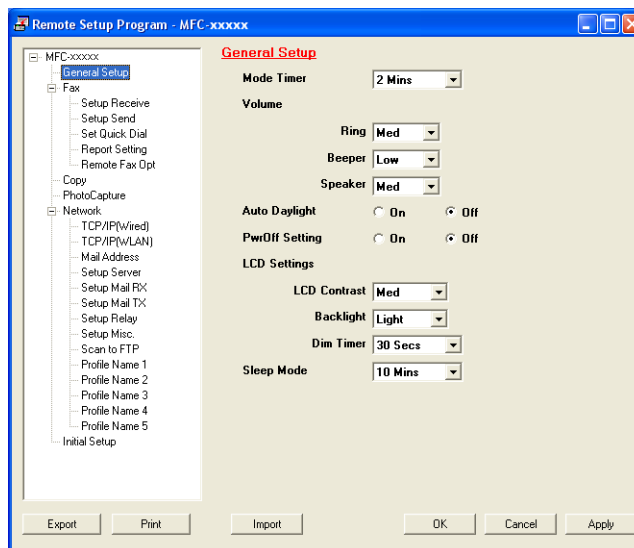 Remote Setup Program - MFC-xxxxx
MFC-xxxxx
General Setup
Fax
Setup Receive
Setup Send
Set Quick Dial
Report Setting
Remote Fax Opt
Copy
PhotoCapture
Network
TCP/IP(Wired)
TCP/IP(WLAN)
Mail Address
Setup Server
Setup Mail RX
Setup Mail TX
Setup Relay
Setup Misc.
Scan to FTP
Profile Name 1
Profile Name 2
Profile Name 3
Profile Name 4
Profile Name 5
Initial Setup
General Setup
Mode Timer 2 Mins
Volume
Ring Med
Beeper Low
Speaker Med
Auto Daylight On Off
PwrOff Setting On Off
LCD Settings
LCD Contrast Med
Backlight Light
Dim Timer 30 Secs
Sleep Mode 10 Mins
Export Print Import OK Cancel Apply